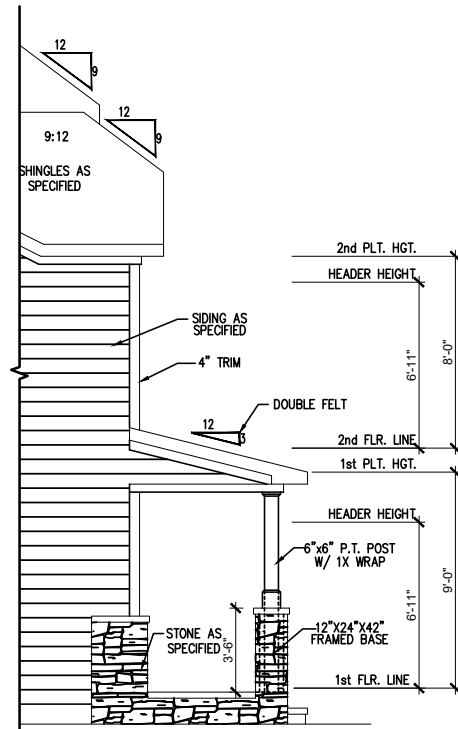 12
9
12
9
9:12
SHINGLES AS
SPECIFIED
2nd PLT. HGT.
HEADER HEIGHT
SIDING AS
SPECIFIED
4" TRIM
6'-11"
8'-0"
DOUBLE FELT
12
3
2nd FLR. LINE
1st PLT. HGT.
HEADER HEIGHT
6"x6" P.T. POST
W/ 1X WRAP
6'-11"
9'-0"
STONE AS
SPECIFIED
3'-6"
12"X24"X42"
FRAMED BASE
1st FLR. LINE